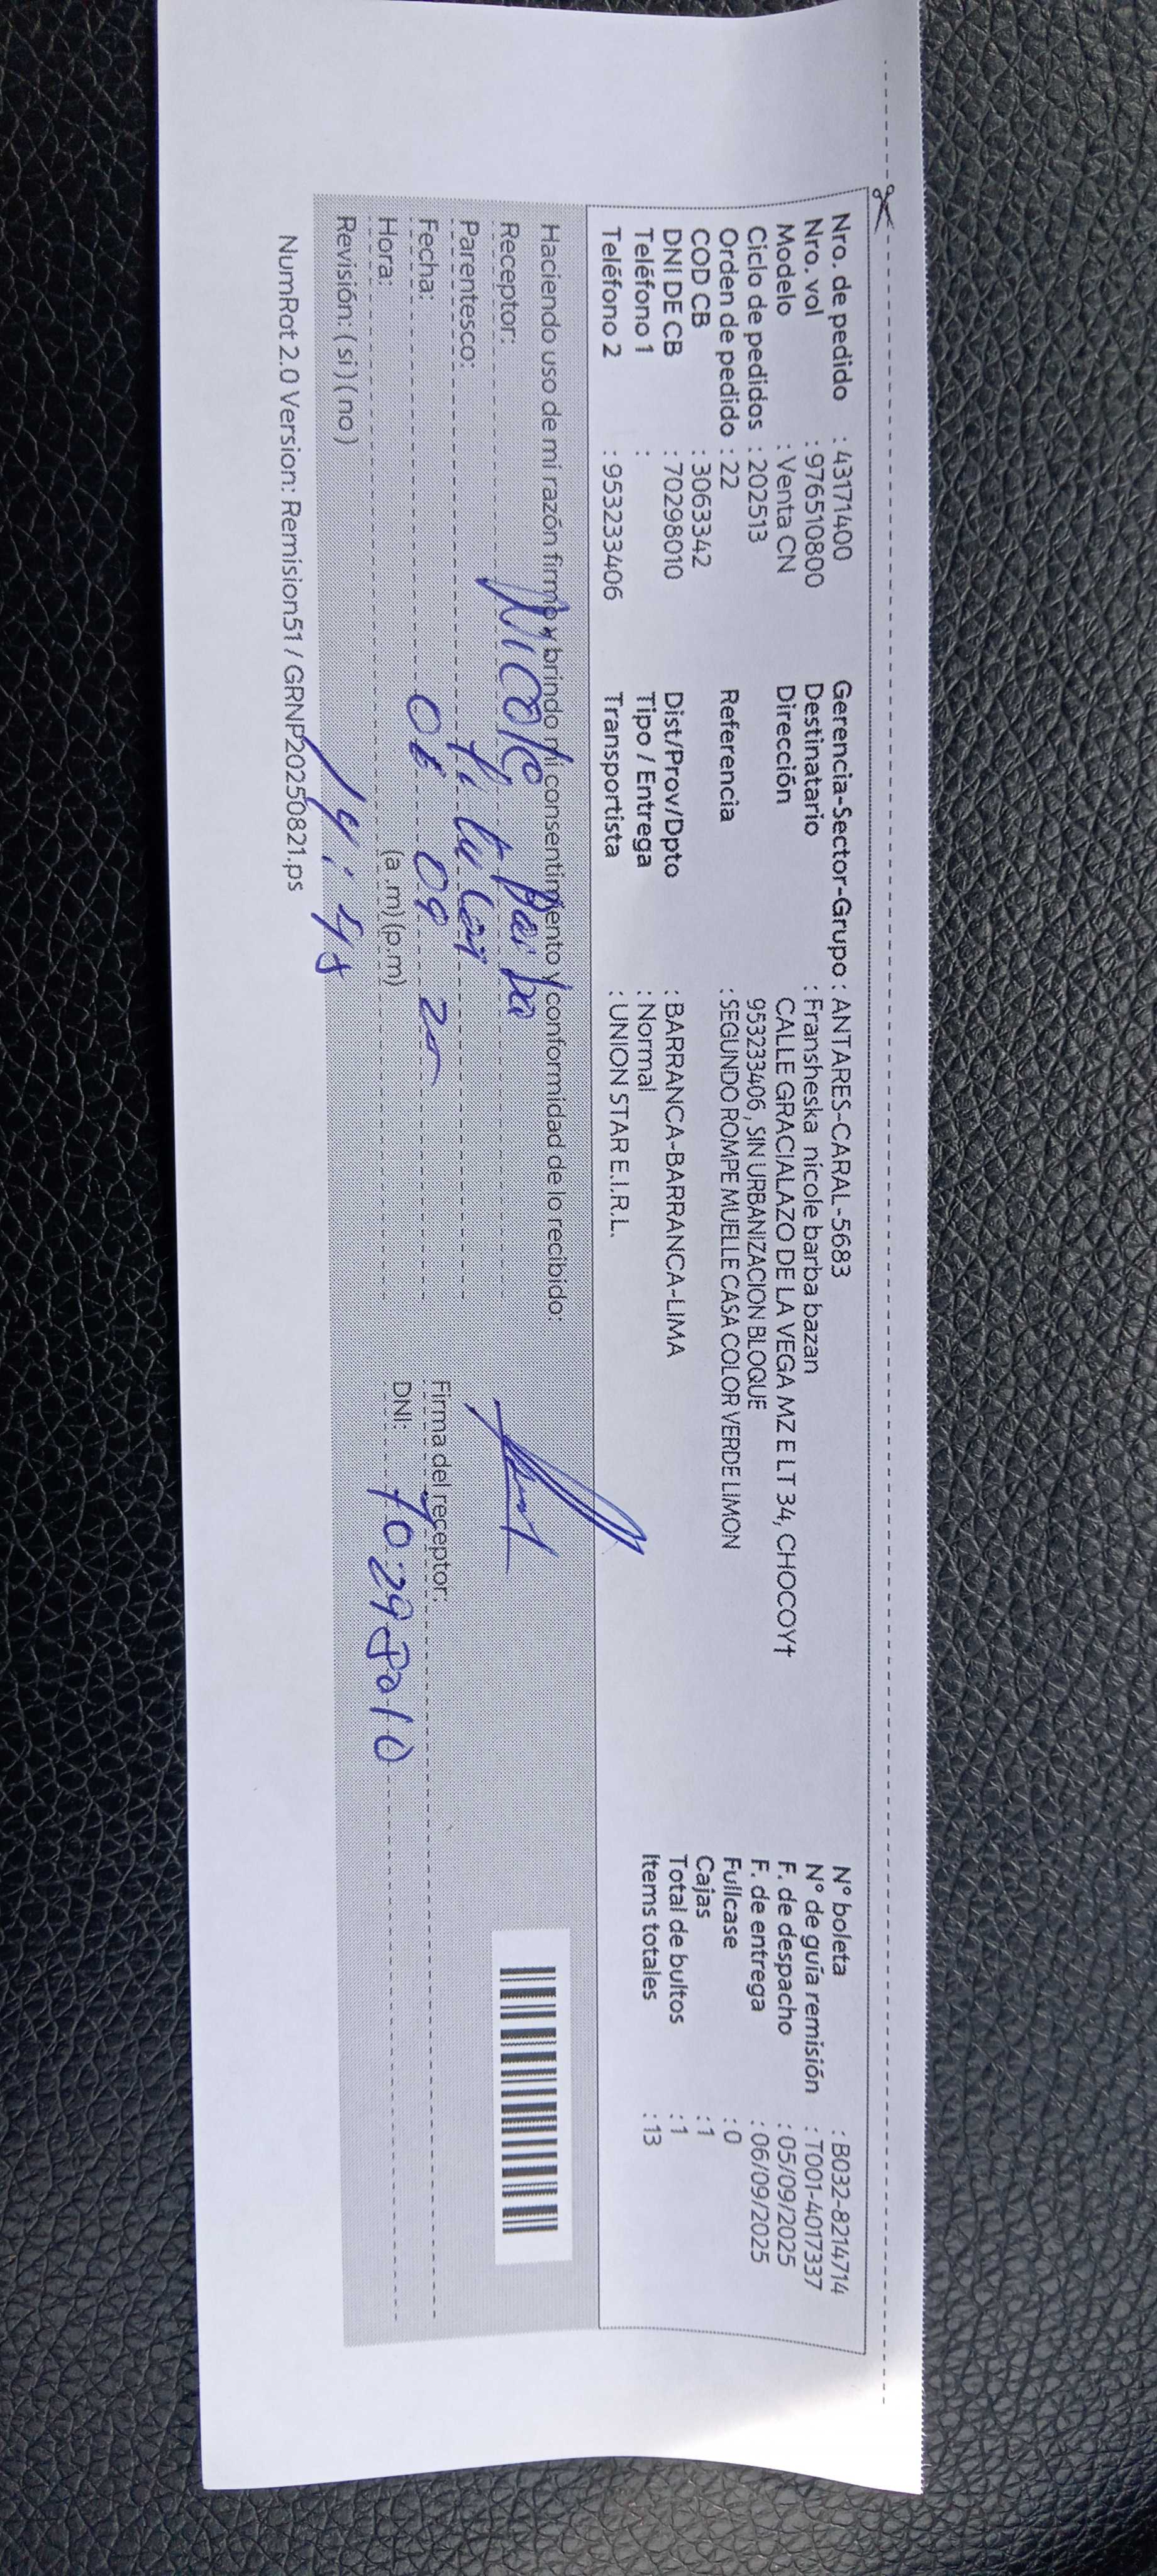 Nro. de pedido : 43171400
Nro. vol : 976510800
Modelo : Venta CN
Ciclo de pedidos : 202513
Orden de pedido : 22
COD CB : 3063342
DNI DE CB : 70298010
Teléfono 1 :
Teléfono 2 : 953233406
Gerencia-Sector-Grupo : ANTARES-CARAL-5683
Destinatario : Fransheska nicole barba bazan
Dirección CALLE GRACIALAZO DE LA VEGA MZ E LT 34, CHOCOY†
953233406 , SIN URBANIZACION BLOQUE
Referencia : SEGUNDO ROMPE MUELLE CASA COLOR VERDE LIMON
Dist/Prov/Dpto : BARRANCA-BARRANCA-LIMA
Tipo / Entrega : Normal
Transportista : UNION STAR E.I.R.L.
N° boleta : B032-8214714
N° de guía remisión : T001-4017337
F. de despacho : 05/09/2025
F. de entrega : 06/09/2025
Fullcase : 0
Cajas : 1
Total de bultos : 1
Items totales : 13
Haciendo uso de mi razón firmo y brindo mi consentimiento y conformidad de lo recibido:
Receptor: Nicole Barba
Parentesco: titular
Fecha: 06 09 25
Hora: (a .m) (p.m)
Revisión: ( si ) ( no )
Firma del receptor:
DNI: 70298010
NumRot 2.0 Version: Remision51 / GRNP20250821.ps